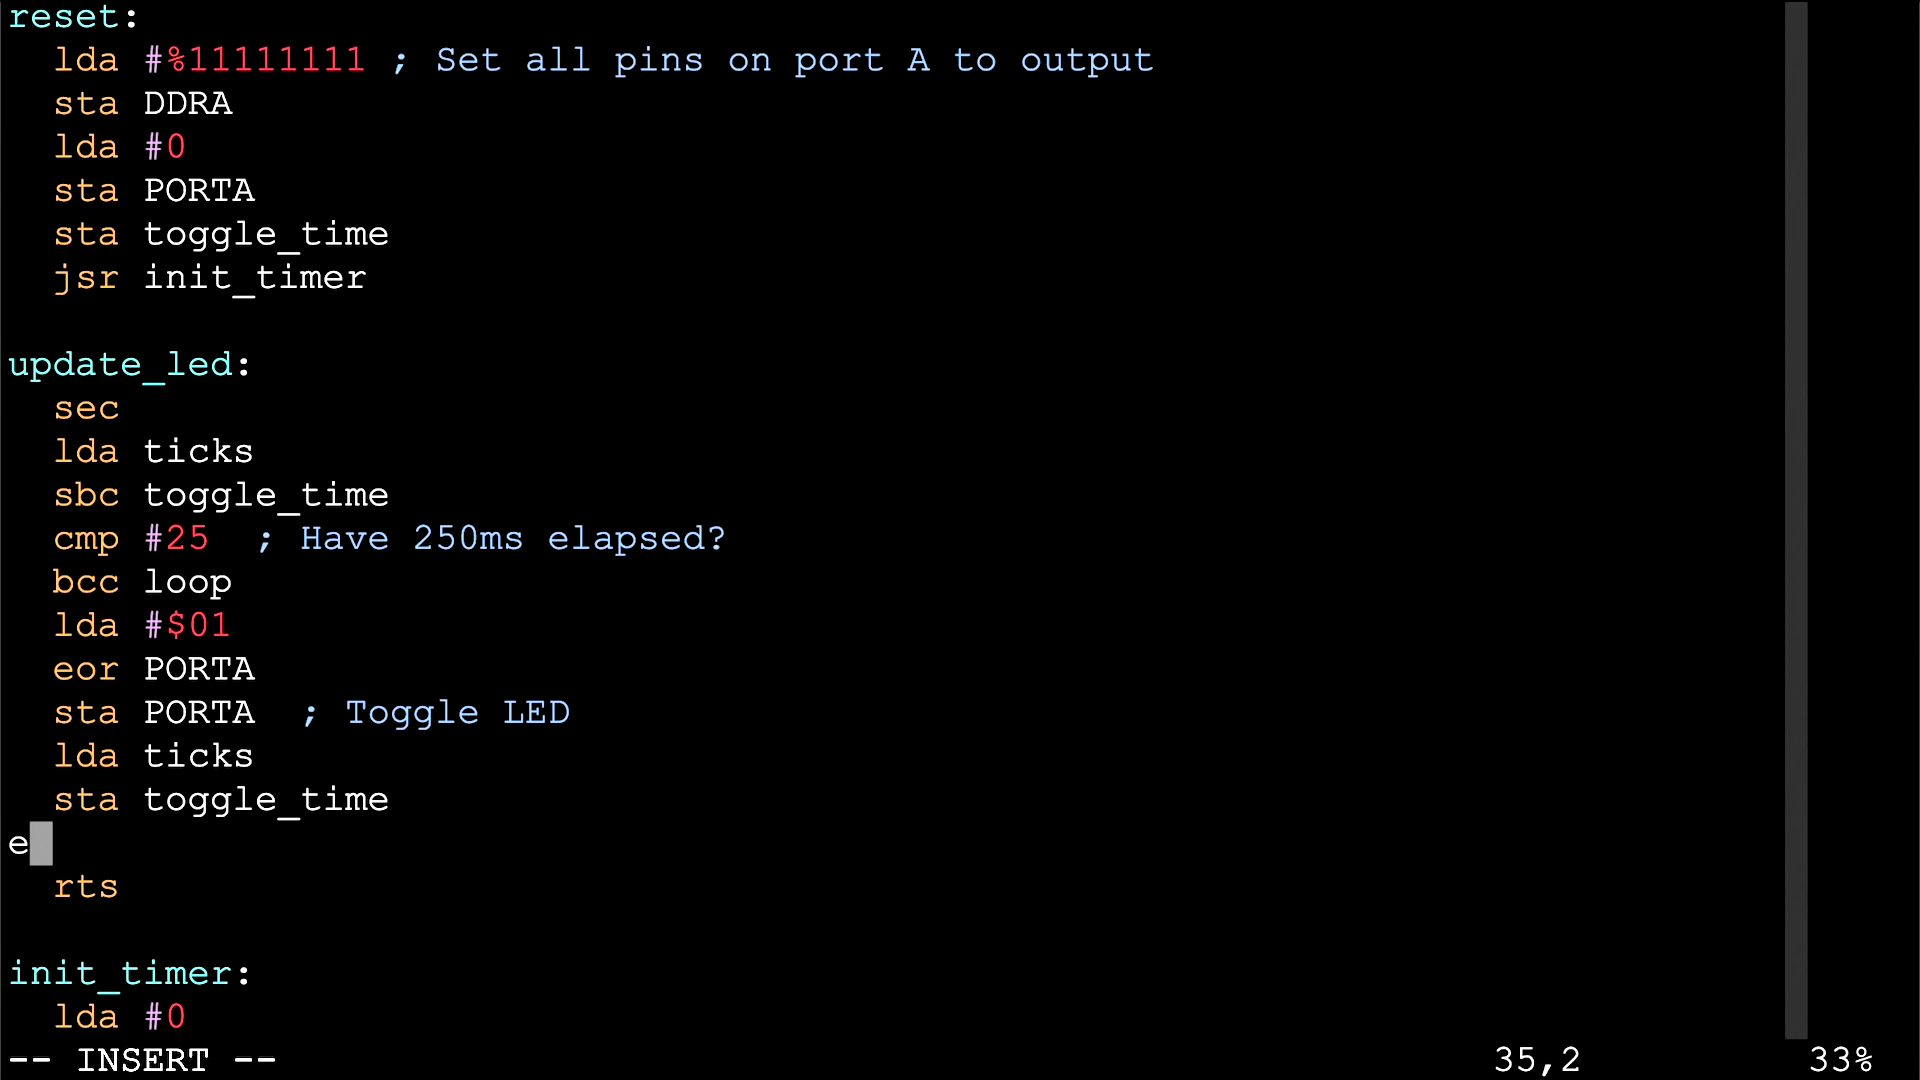 reset:
  lda #%11111111 ; Set all pins on port A to output
  sta DDRA
  lda #0
  sta PORTA
  sta toggle_time
  jsr init_timer

update_led:
  sec
  lda ticks
  sbc toggle_time
  cmp #25  ; Have 250ms elapsed?
  bcc loop
  lda #$01
  eor PORTA
  sta PORTA  ; Toggle LED
  lda ticks
  sta toggle_time
e
  rts

init_timer:
  lda #0
-- INSERT -- 35,2 33%